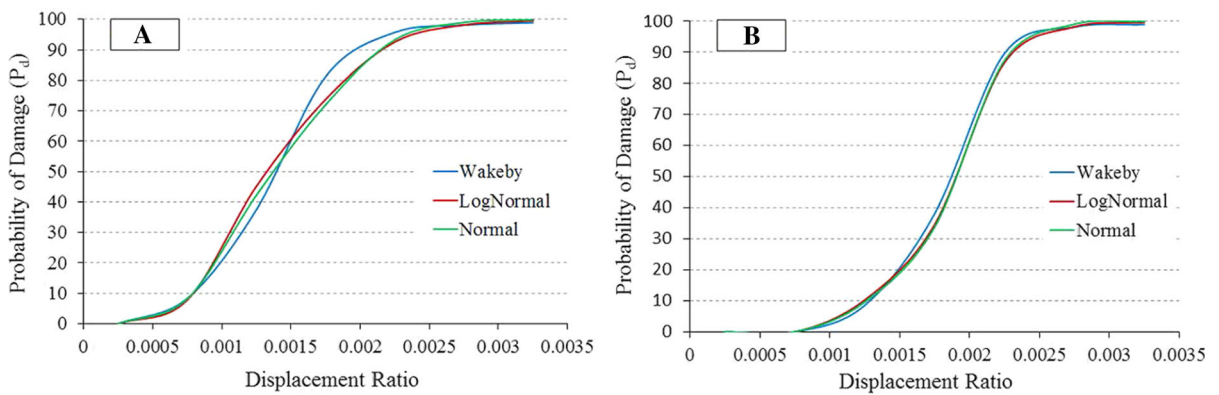 A
Probability of Damage (Pd)
100
90
80
70
60
50
40
30
20
10
0
Wakeby
LogNormal
Normal
0 0.0005 0.001 0.0015 0.002 0.0025 0.003 0.0035
Displacement Ratio
B
Probability of Damage (Pd)
100
90
80
70
60
50
40
30
20
10
0
Wakeby
LogNormal
Normal
0 0.0005 0.001 0.0015 0.002 0.0025 0.003 0.0035
Displacement Ratio